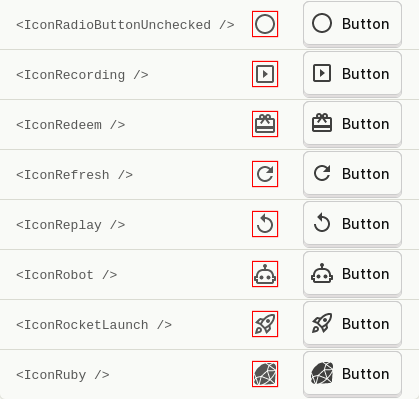 <IconRadioButtonUnchecked /> Button
<IconRecording /> Button
<IconRedeem /> Button
<IconRefresh /> Button
<IconReplay /> Button
<IconRobot /> Button
<IconRocketLaunch /> Button
<IconRuby /> Button